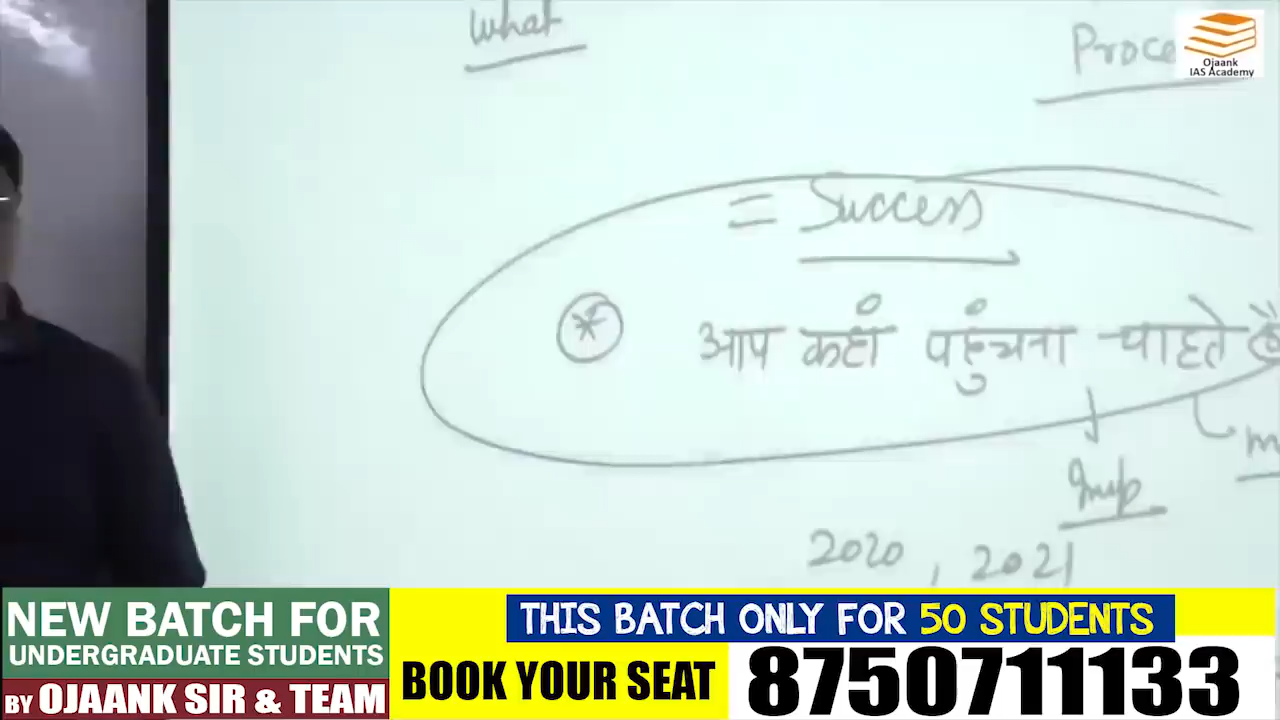 What
Ojaank
IAS Academy
= Success
* आप कहां पहुंचना चाहते हैं
Imp
2020, 2021
NEW BATCH FOR
UNDERGRADUATE STUDENTS
BY OJAANK SIR & TEAM
THIS BATCH ONLY FOR 50 STUDENTS
BOOK YOUR SEAT 8750711133